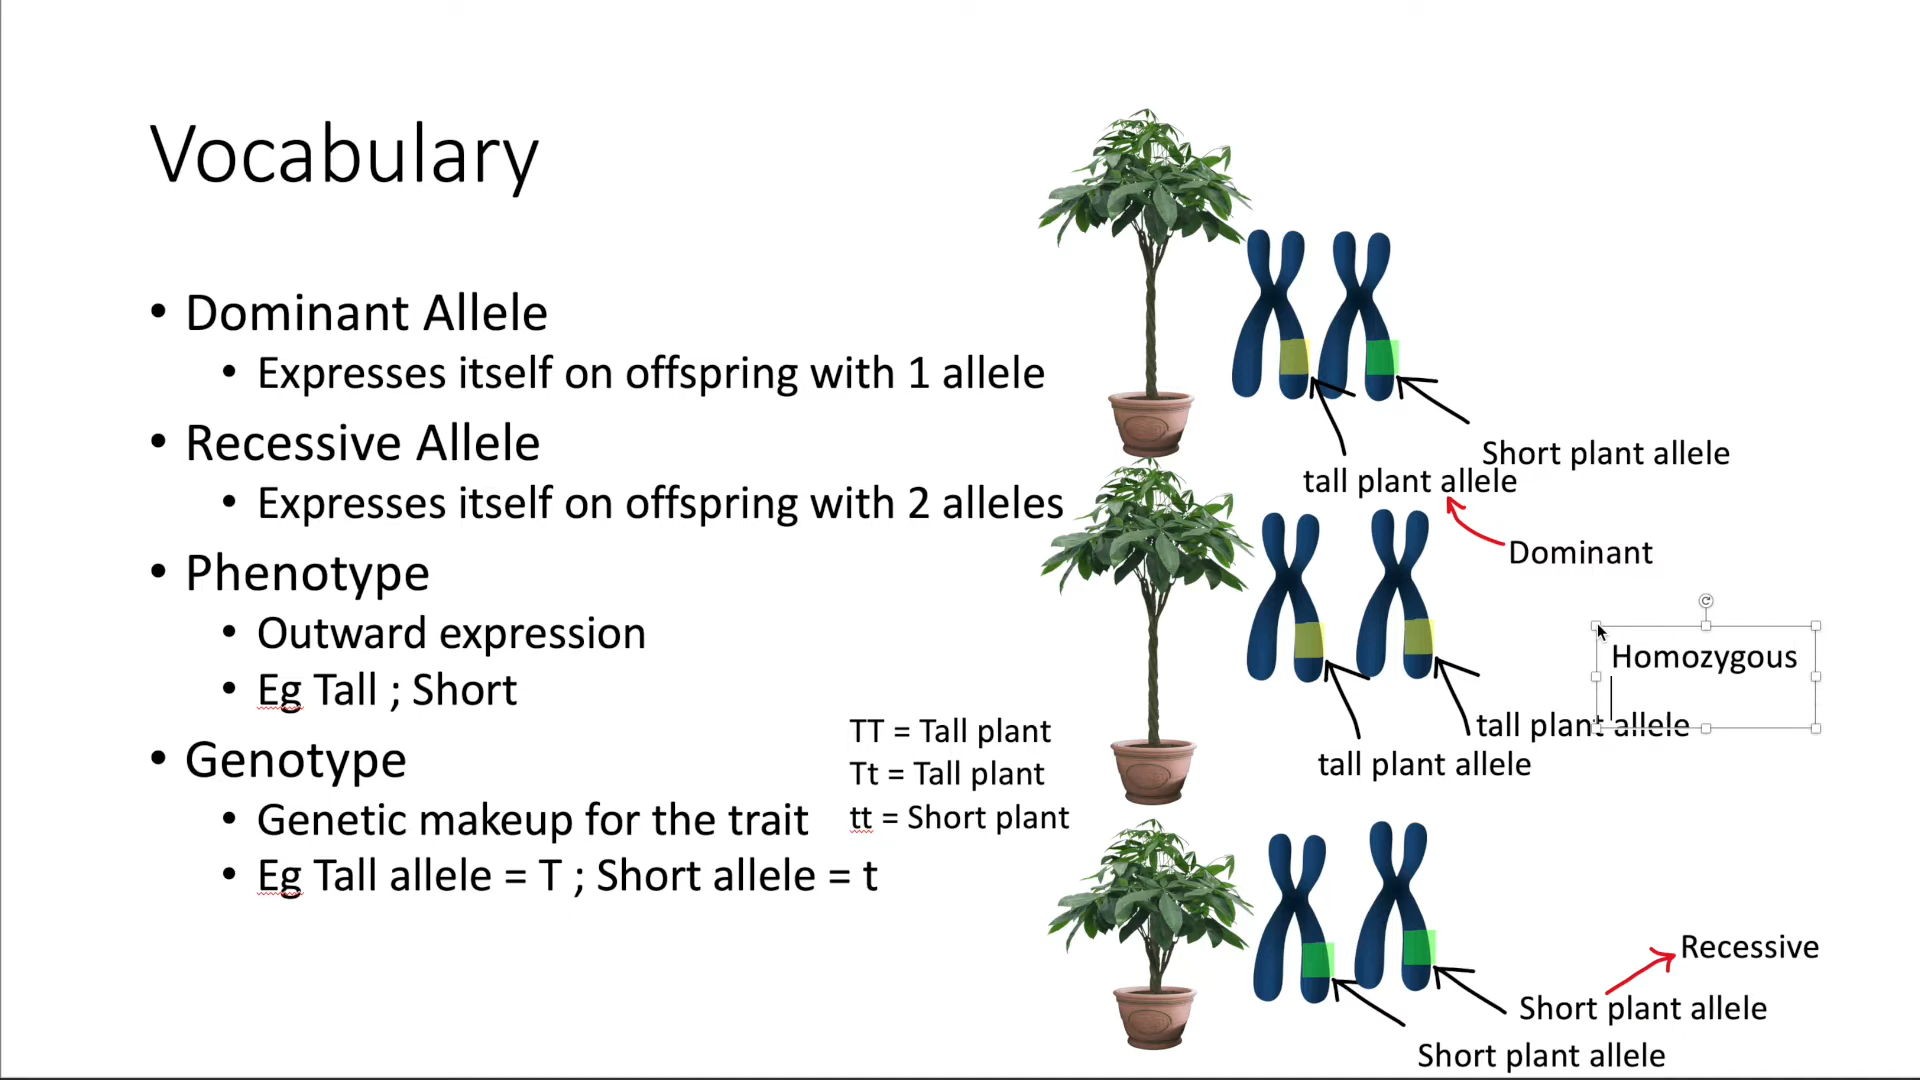 Vocabulary
• Dominant Allele
• Expresses itself on offspring with 1 allele
• Recessive Allele
• Expresses itself on offspring with 2 alleles
• Phenotype
• Outward expression
• Eg Tall ; Short
• Genotype
• Genetic makeup for the trait
• Eg Tall allele = T ; Short allele = t
TT = Tall plant
Tt = Tall plant
tt = Short plant
Short plant allele
tall plant allele
Dominant
Homozygous
tall plant allele
tall plant allele
Recessive
Short plant allele
Short plant allele